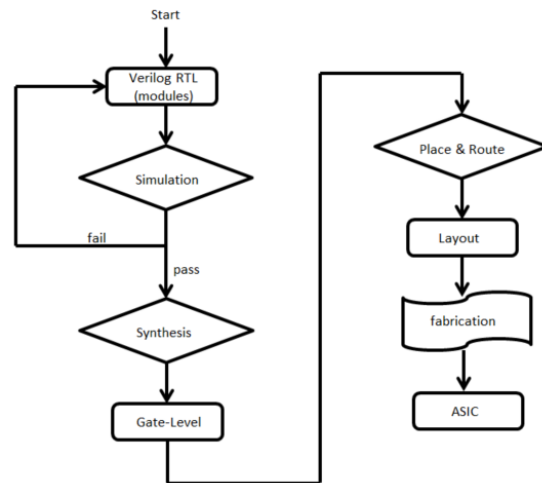 Start
Verilog RTL
(modules)
Simulation
fail
pass
Synthesis
Gate-Level
Place & Route
Layout
fabrication
ASIC